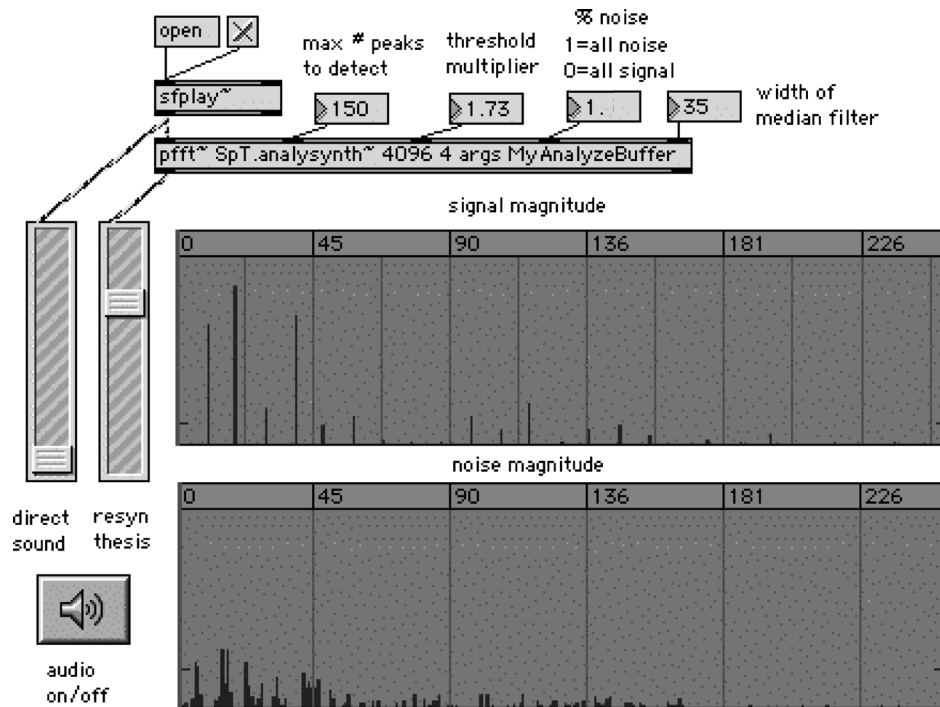 open
max # peaks
to detect
threshold
multiplier
% noise
1=all noise
0=all signal
width of
median filter
sfplay~
150
1.73
1.
35
pfft~ SpT.analysynth~ 4096 4 args MyAnalyzeBuffer
signal magnitude
0 45 90 136 181 226
noise magnitude
0 45 90 136 181 226
direct
sound
resyn
thesis
audio
on/off